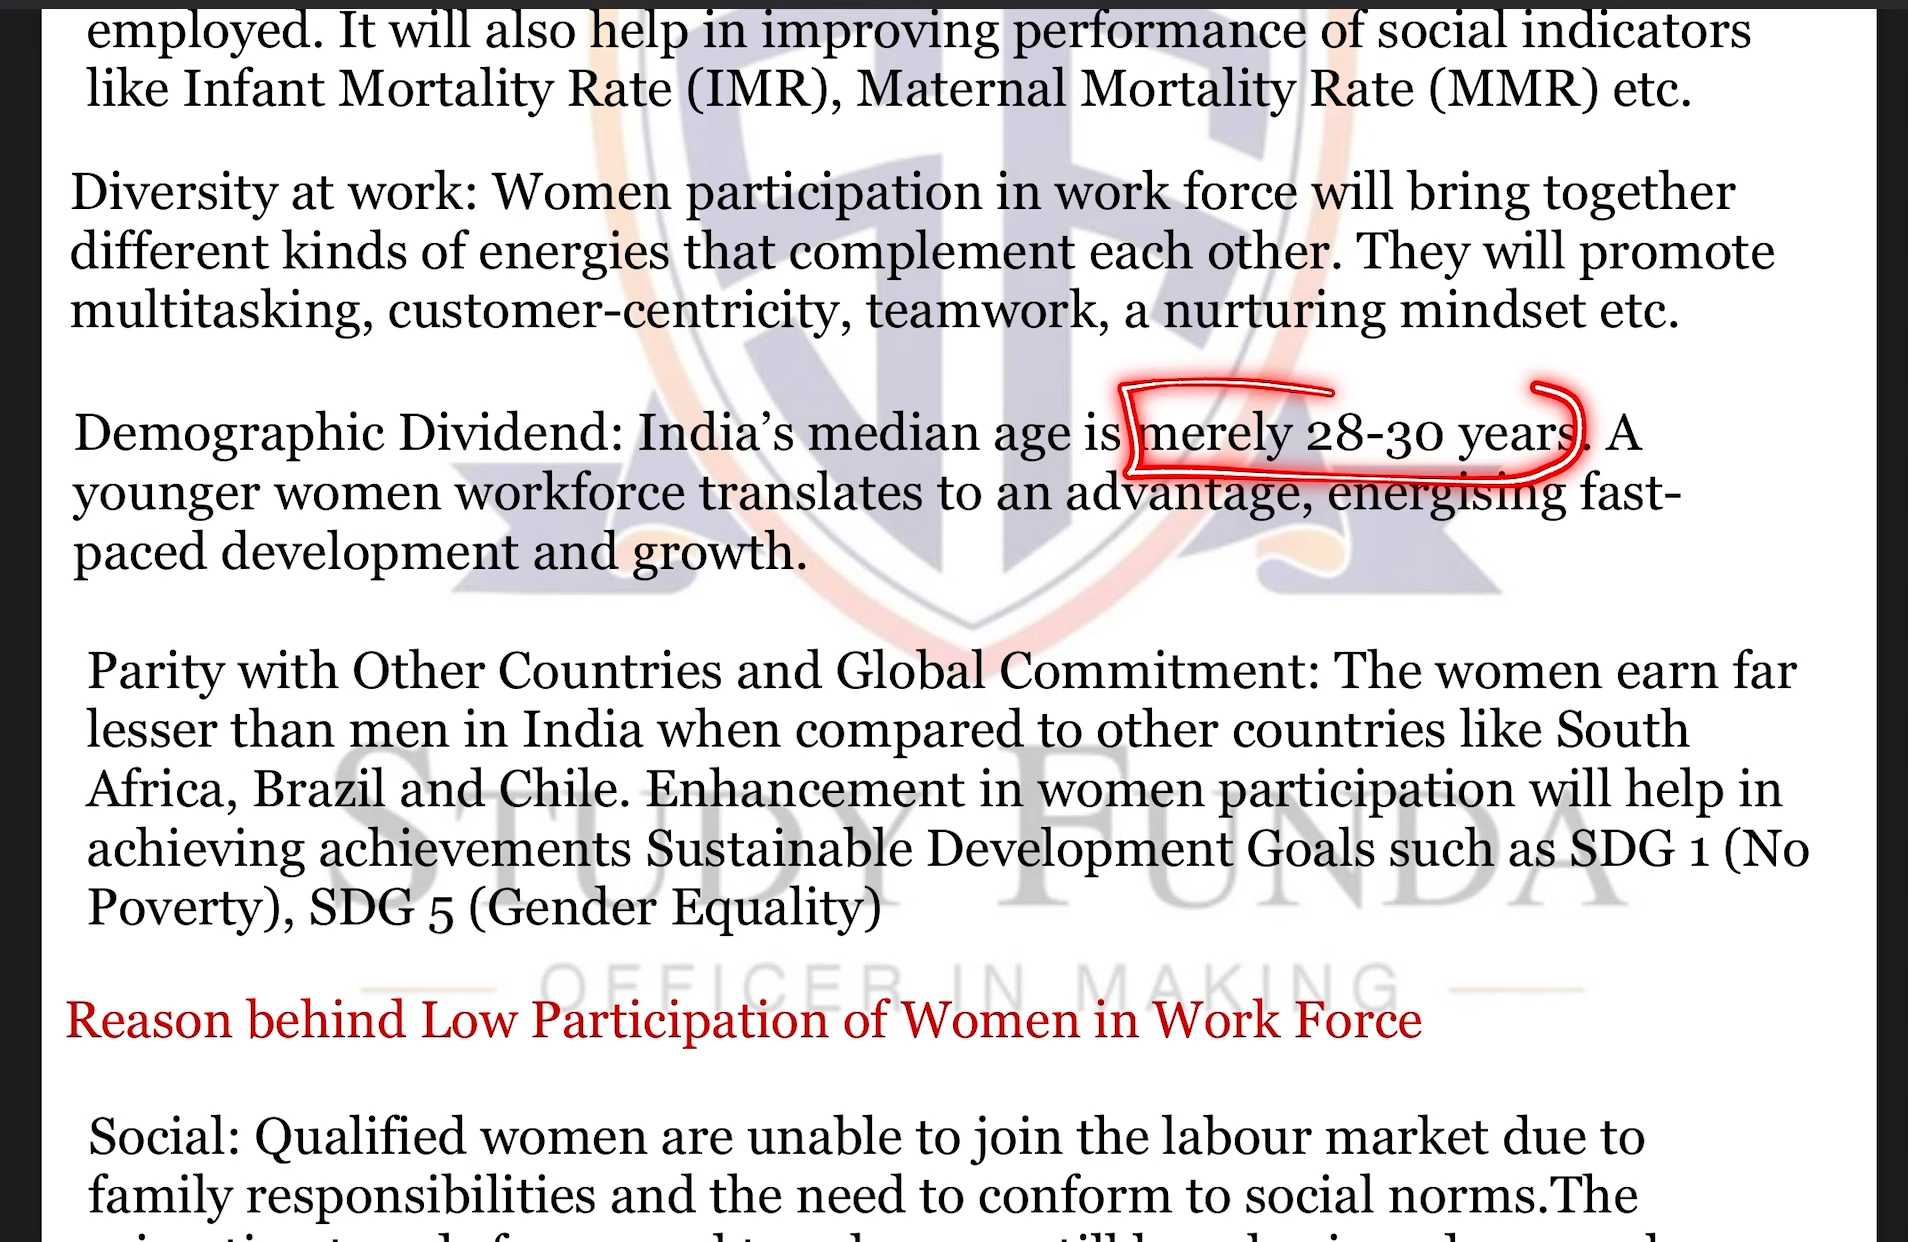 employed. It will also help in improving performance of social indicators
like Infant Mortality Rate (IMR), Maternal Mortality Rate (MMR) etc.
Diversity at work: Women participation in work force will bring together
different kinds of energies that complement each other. They will promote
multitasking, customer-centricity, teamwork, a nurturing mindset etc.
Demographic Dividend: India’s median age is merely 28-30 years. A
younger women workforce translates to an advantage, energising fast-
paced development and growth.
Parity with Other Countries and Global Commitment: The women earn far
lesser than men in India when compared to other countries like South
Africa, Brazil and Chile. Enhancement in women participation will help in
achieving achievements Sustainable Development Goals such as SDG 1 (No
Poverty), SDG 5 (Gender Equality)
STUDY FUNDA
OFFICER IN MAKING
Reason behind Low Participation of Women in Work Force
Social: Qualified women are unable to join the labour market due to
family responsibilities and the need to conform to social norms.The